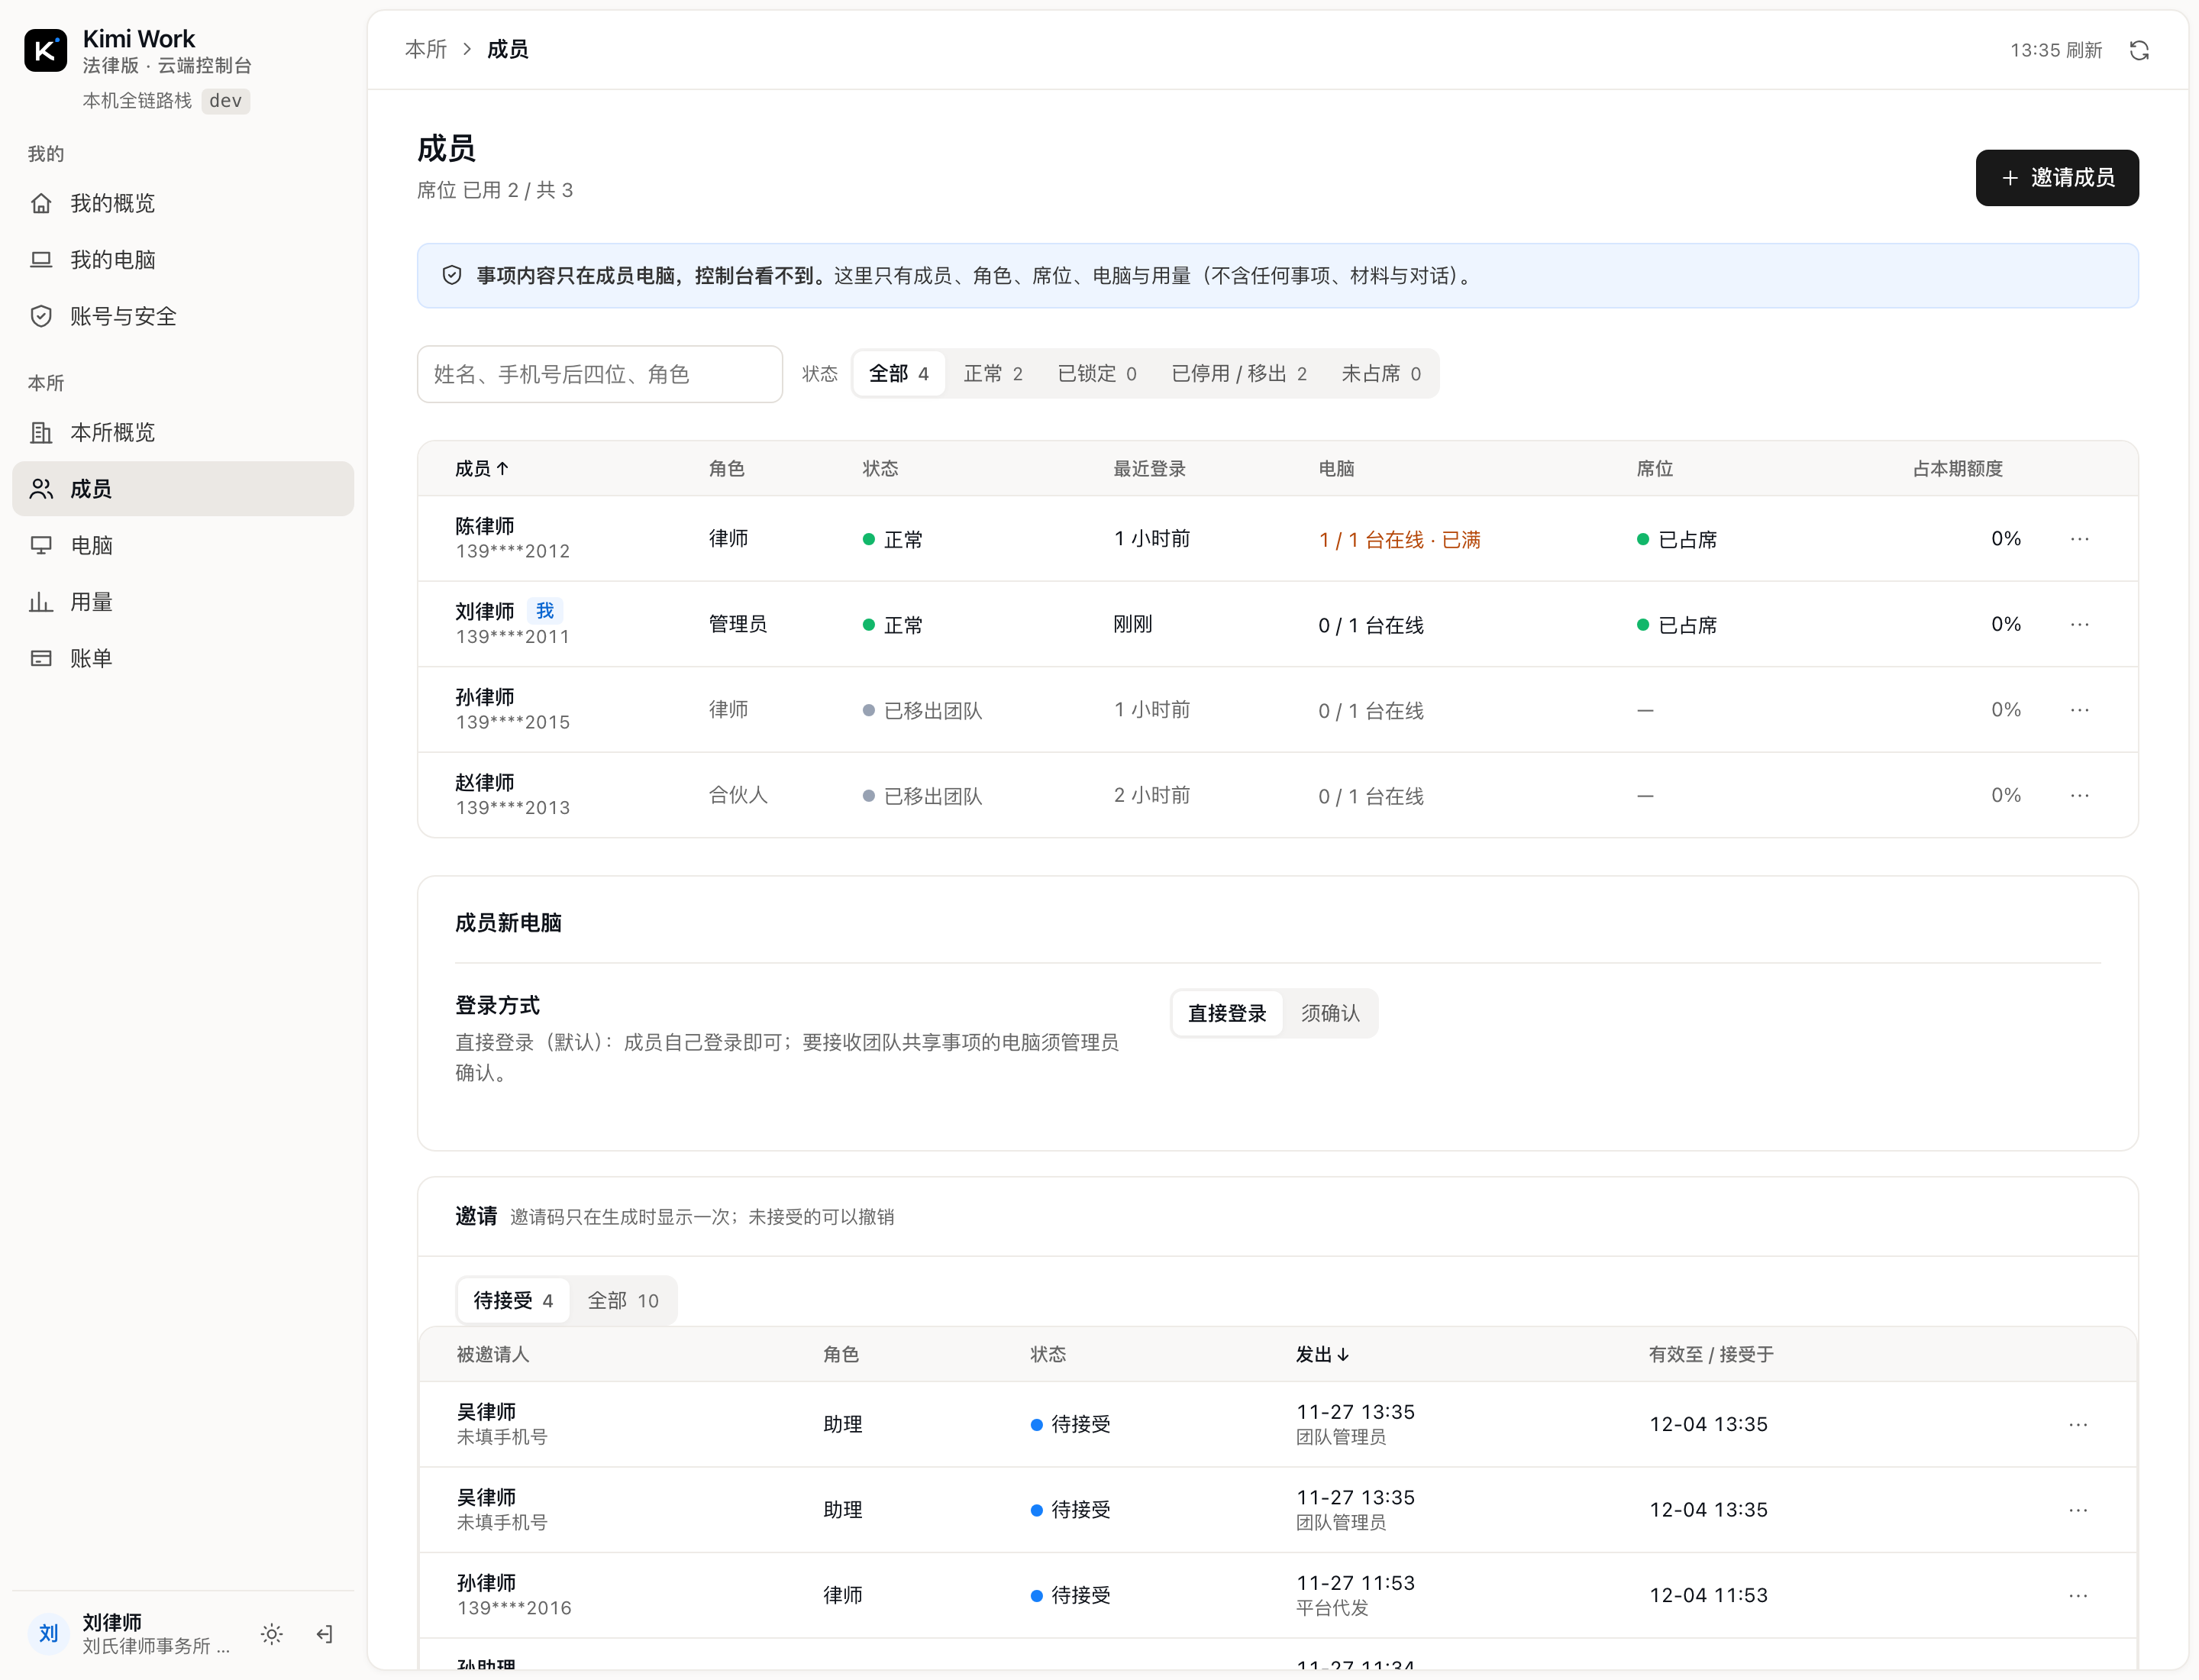 Kimi Work
法律版 · 云端控制台
本机全链路栈 dev
我的
我的概览
我的电脑
账号与安全
本所
本所概览
成员
电脑
用量
账单
刘
刘律师
刘氏律师事务所 ...
本所 > 成员
13:35 刷新
成员
席位 已用 2 / 共 3
+ 邀请成员
事项内容只在成员电脑，控制台看不到。这里只有成员、角色、席位、电脑与用量（不含任何事项、材料与对话）。
姓名、手机号后四位、角色
状态 全部 4 正常 2 已锁定 0 已停用 / 移出 2 未占席 0
成员 ↑ 角色 状态 最近登录 电脑 席位 占本期额度
陈律师
139****2012 律师 正常 1 小时前 1 / 1 台在线 · 已满 已占席 0% ···
刘律师 我
139****2011 管理员 正常 刚刚 0 / 1 台在线 已占席 0% ···
孙律师
139****2015 律师 已移出团队 1 小时前 0 / 1 台在线 — 0% ···
赵律师
139****2013 合伙人 已移出团队 2 小时前 0 / 1 台在线 — 0% ···
成员新电脑
登录方式
直接登录（默认）：成员自己登录即可；要接收团队共享事项的电脑须管理员
确认。
直接登录 须确认
邀请 邀请码只在生成时显示一次；未接受的可以撤销
待接受 4 全部 10
被邀请人 角色 状态 发出 ↓ 有效至 / 接受于
吴律师
未填手机号 助理 待接受 11-27 13:35
团队管理员 12-04 13:35 ···
吴律师
未填手机号 助理 待接受 11-27 13:35
团队管理员 12-04 13:35 ···
孙律师
139****2016 律师 待接受 11-27 11:53
平台代发 12-04 11:53 ···
孙助理 11-27 11:34